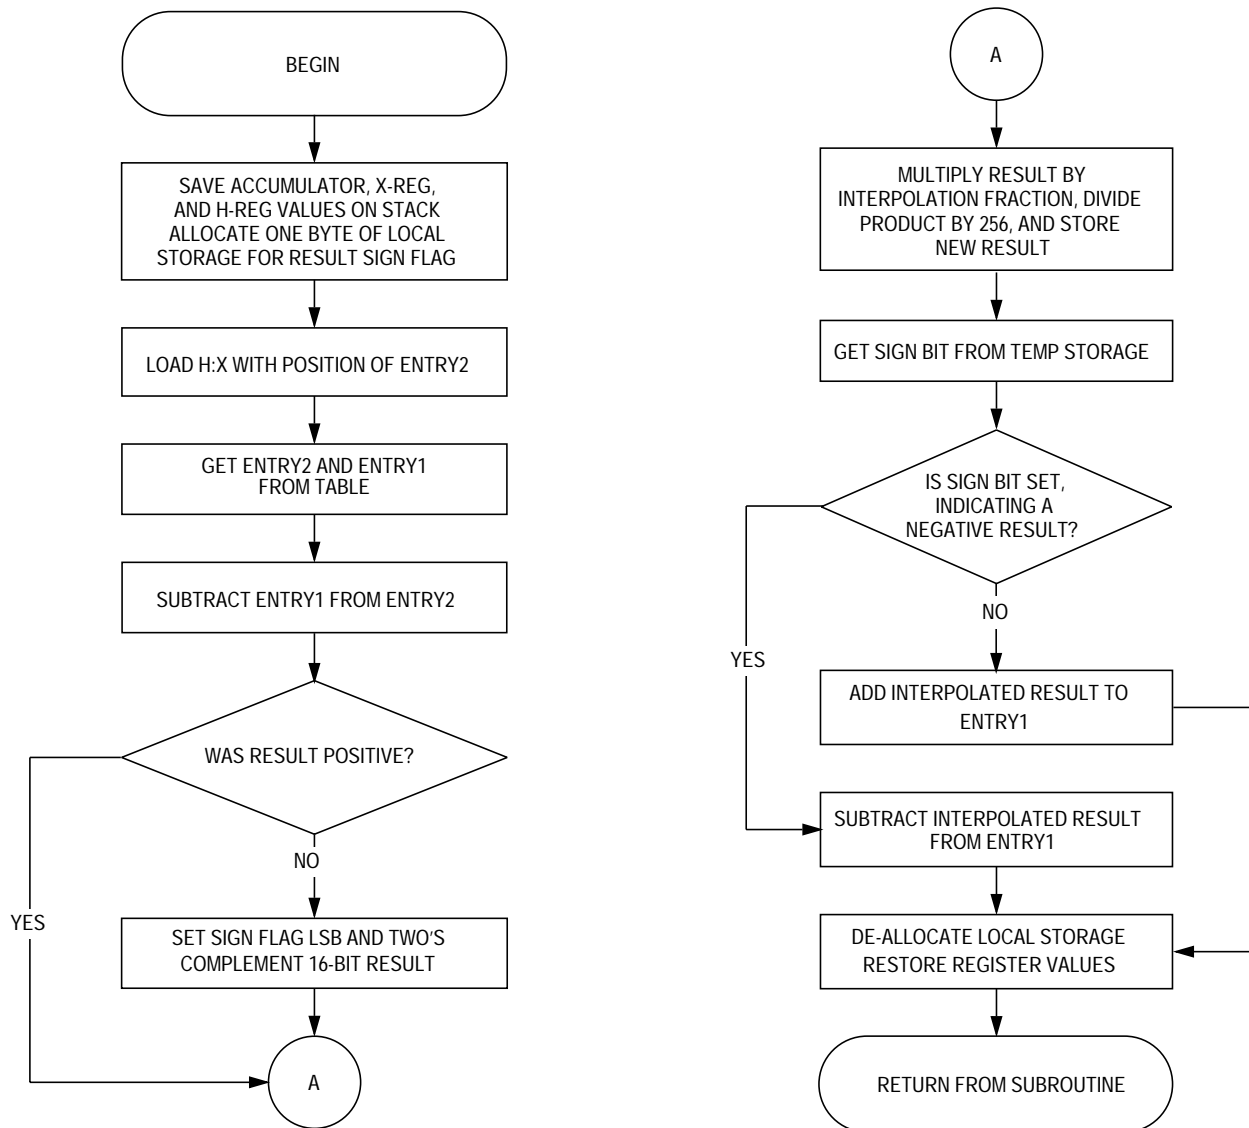 BEGIN
SAVE ACCUMULATOR, X-REG,
AND H-REG VALUES ON STACK
ALLOCATE ONE BYTE OF LOCAL
STORAGE FOR RESULT SIGN FLAG
LOAD H:X WITH POSITION OF ENTRY2
GET ENTRY2 AND ENTRY1
FROM TABLE
SUBTRACT ENTRY1 FROM ENTRY2
WAS RESULT POSITIVE?
NO
YES
SET SIGN FLAG LSB AND TWO'S
COMPLEMENT 16-BIT RESULT
A
A
MULTIPLY RESULT BY
INTERPOLATION FRACTION, DIVIDE
PRODUCT BY 256, AND STORE
NEW RESULT
GET SIGN BIT FROM TEMP STORAGE
IS SIGN BIT SET,
INDICATING A
NEGATIVE RESULT?
NO
YES
ADD INTERPOLATED RESULT TO
ENTRY1
SUBTRACT INTERPOLATED RESULT
FROM ENTRY1
DE-ALLOCATE LOCAL STORAGE
RESTORE REGISTER VALUES
RETURN FROM SUBROUTINE